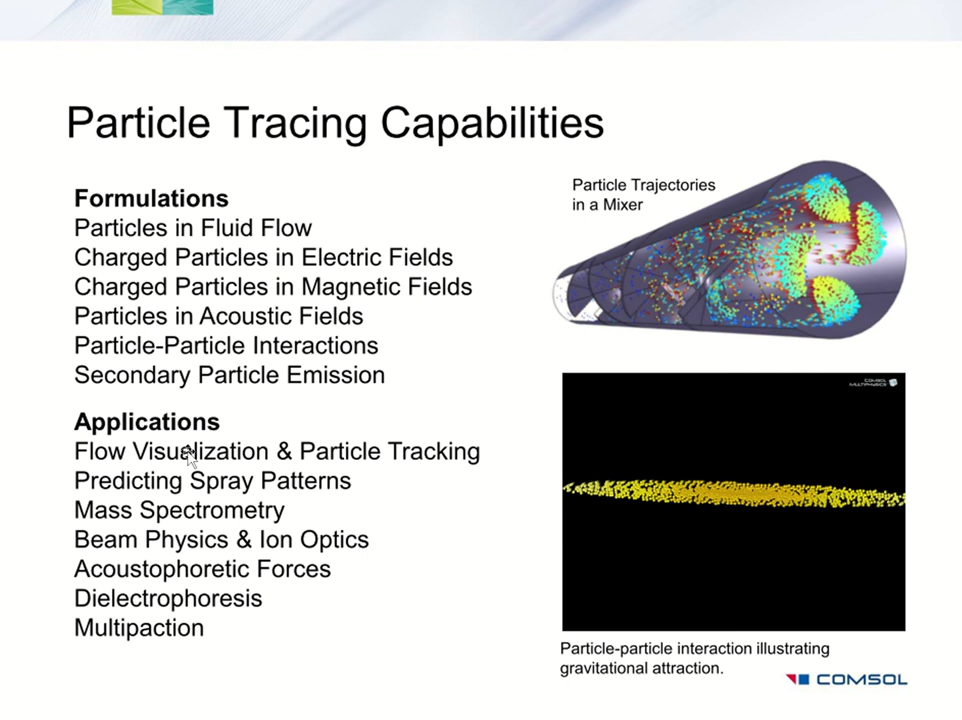 Particle Tracing Capabilities
Formulations
Particles in Fluid Flow
Charged Particles in Electric Fields
Charged Particles in Magnetic Fields
Particles in Acoustic Fields
Particle-Particle Interactions
Secondary Particle Emission
Applications
Flow Visualization & Particle Tracking
Predicting Spray Patterns
Mass Spectrometry
Beam Physics & Ion Optics
Acoustophoretic Forces
Dielectrophoresis
Multipaction
Particle Trajectories
in a Mixer
COMSOL
MULTIPHYSICS
Particle-particle interaction illustrating
gravitational attraction.
COMSOL